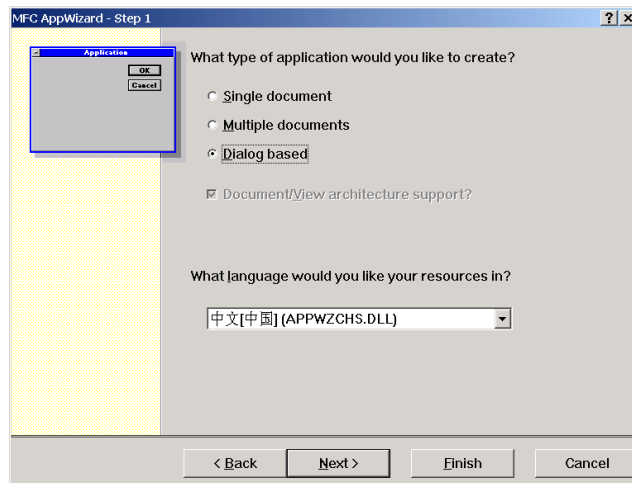 MFC AppWizard - Step 1
Application
OK
Cancel
What type of application would you like to create?
Single document
Multiple documents
Dialog based
Document/View architecture support?
What language would you like your resources in?
中文[中国] (APPWZCHS.DLL)
< Back
Next >
Finish
Cancel